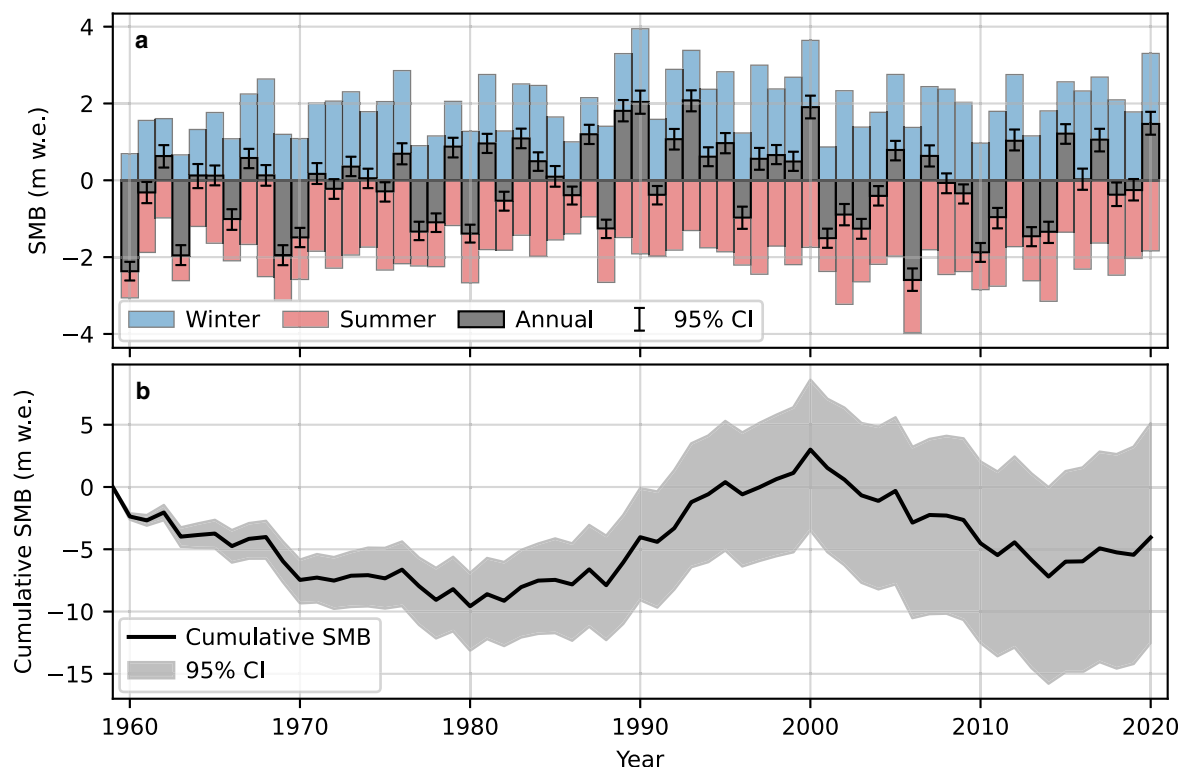 a
4
2
0
−2
−4
SMB (m w.e.)
Winter Summer Annual 95% CI
b
5
0
−5
−10
−15
Cumulative SMB (m w.e.)
Cumulative SMB
95% CI
1960 1970 1980 1990 2000 2010 2020
Year